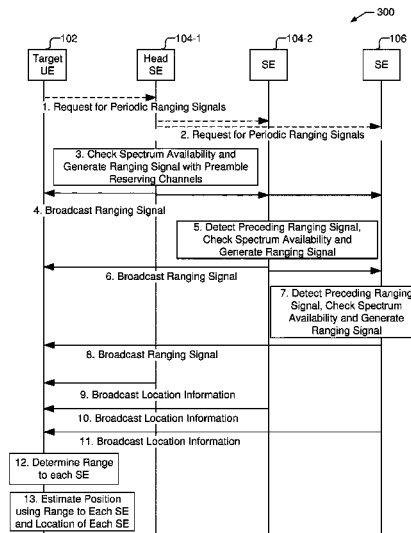 300
102
104-1
104-2
106
Target
UE
Head
SE
SE
SE
1. Request for Periodic Ranging Signals
2. Request for Periodic Ranging Signals
3. Check Spectrum Availability and
Generate Ranging Signal with Preamble
Reserving Channels
4. Broadcast Ranging Signal
5. Detect Preceding Ranging Signal,
Check Spectrum Availability and
Generate Ranging Signal
6. Broadcast Ranging Signal
7. Detect Preceding Ranging
Signal, Check Spectrum
Availability and Generate
Ranging Signal
8. Broadcast Ranging Signal
9. Broadcast Location Information
10. Broadcast Location Information
11. Broadcast Location Information
12. Determine Range
to each SE
13. Estimate Position
using Range to Each SE
and Location of Each SE